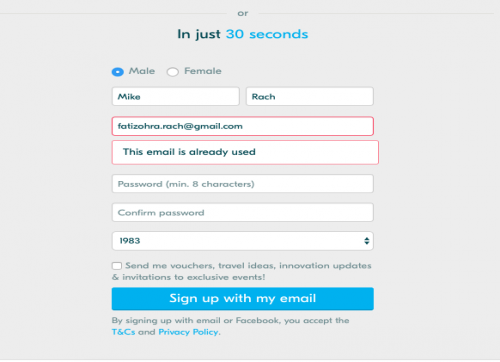 or
In just 30 seconds
Male Female
Mike Rach
fatizohra.rach@gmail.com
This email is already used
Password (min. 8 characters)
Confirm password
1983
Send me vouchers, travel ideas, innovation updates
& invitations to exclusive events!
Sign up with my email
By signing up with email or Facebook, you accept the
T&Cs and Privacy Policy.